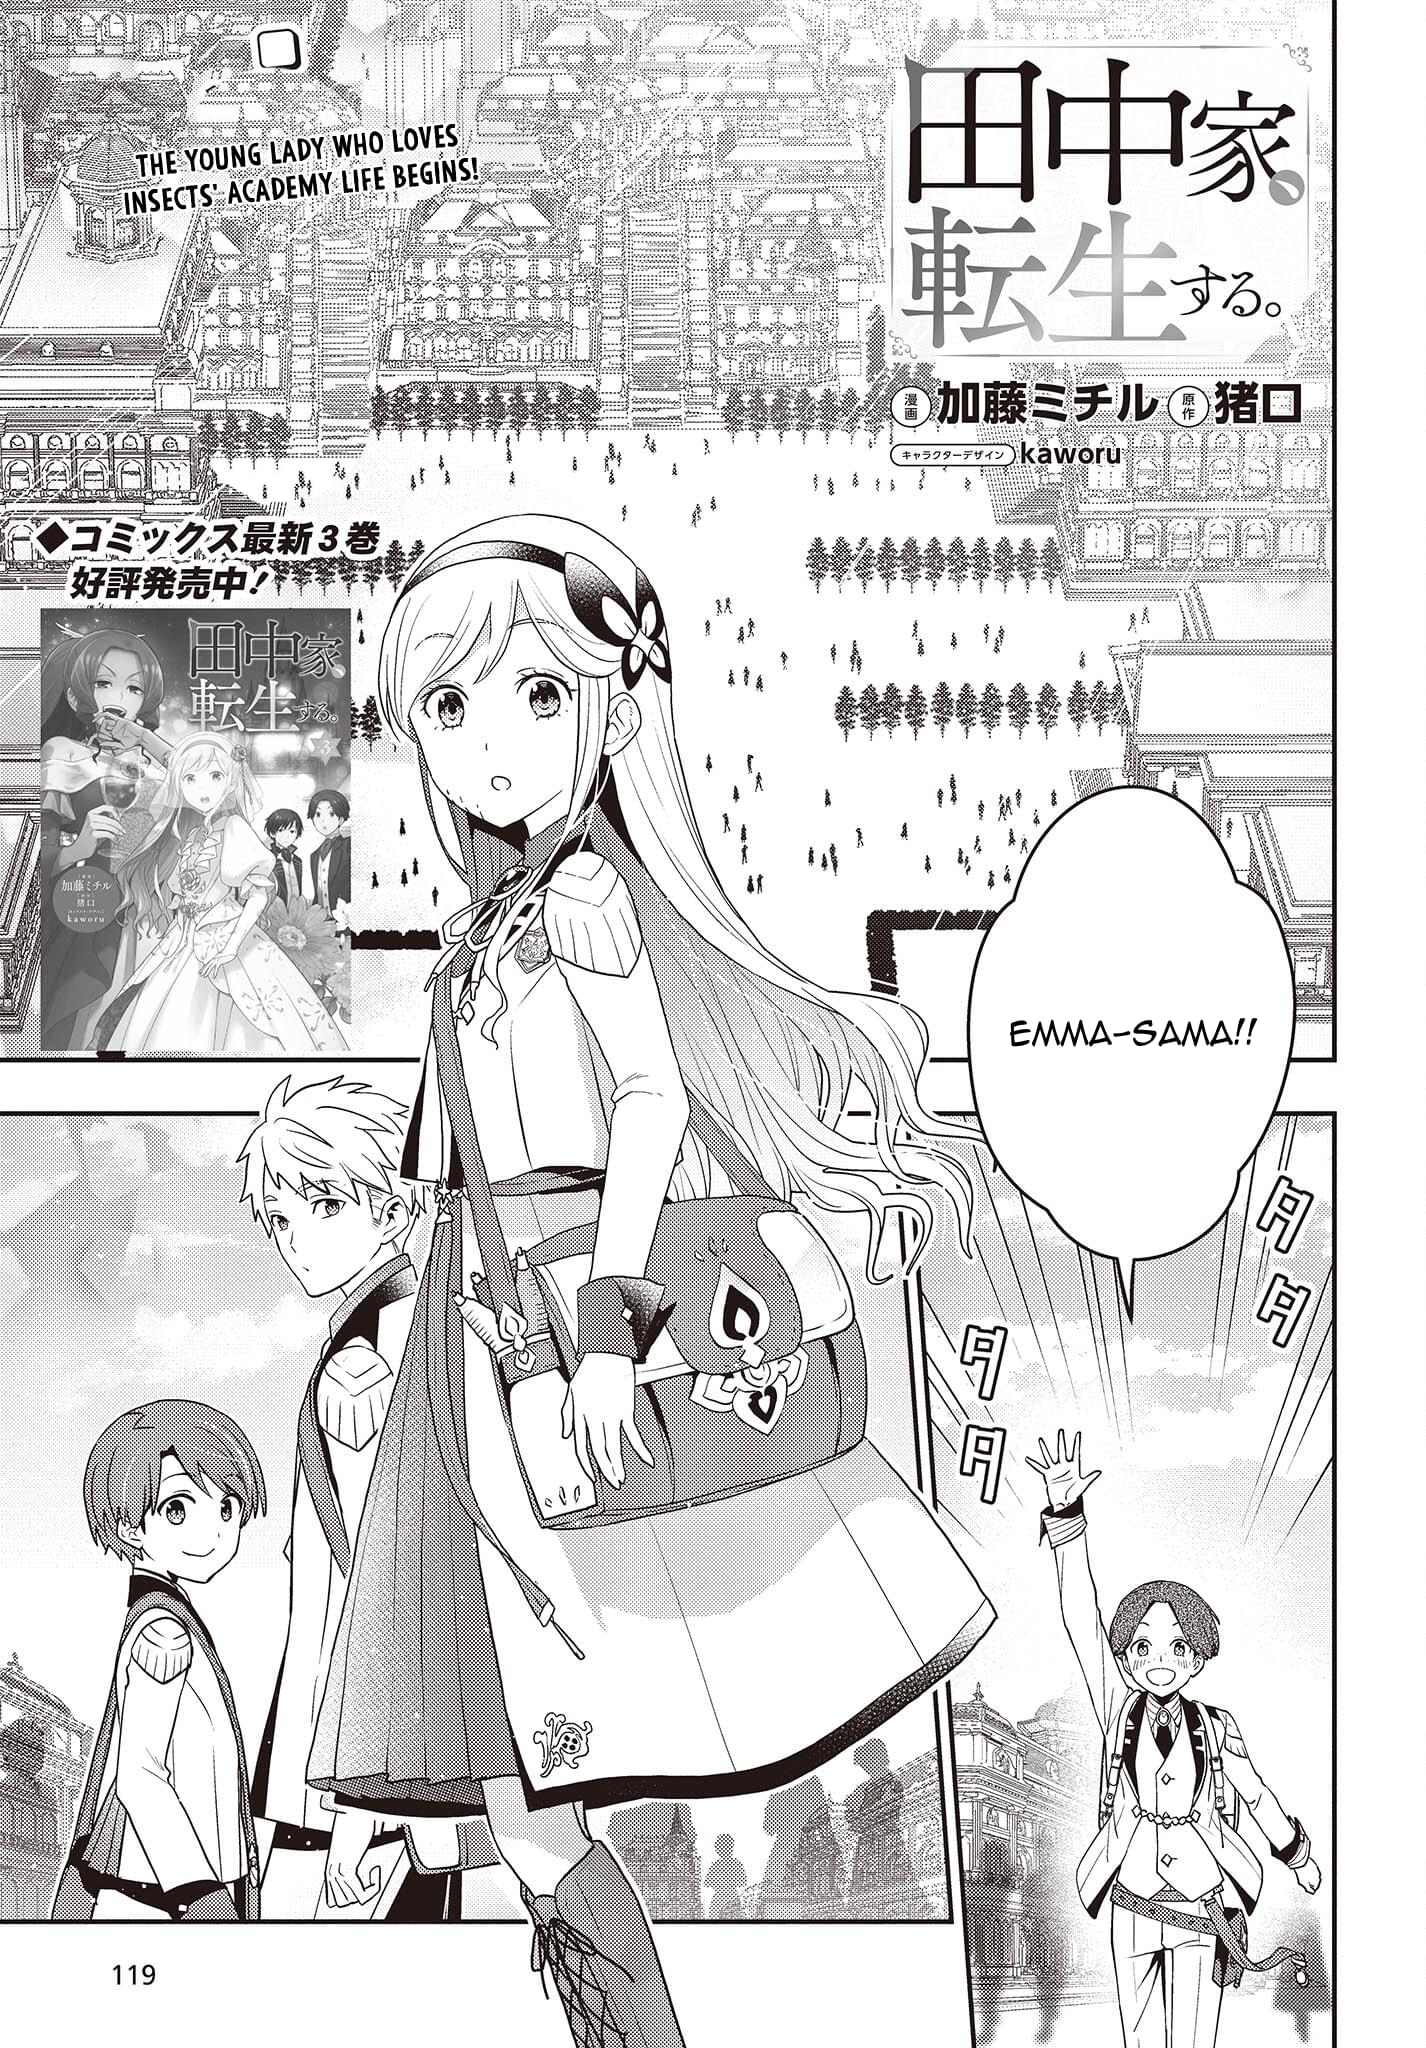 田中家、
転生する。
漫画 加藤ミチル 原作 猪口
キャラクターデザイン kaworu
THE YOUNG LADY WHO LOVES
INSECTS' ACADEMY LIFE BEGINS!
◆コミックス最新3巻
好評発売中!
田中家、
転生する。
3
加藤ミチル
猪口
kaworu
EMMA-SAMA!!
タタ
タタ
119